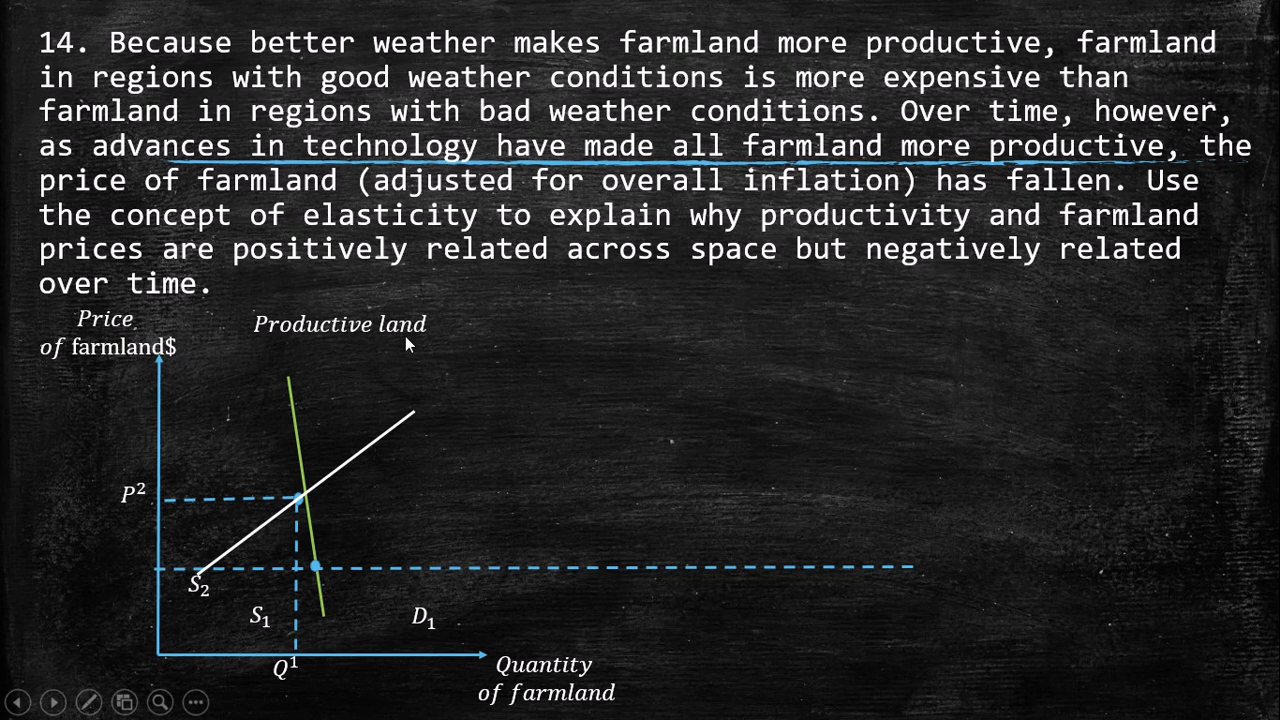 14. Because better weather makes farmland more productive, farmland
in regions with good weather conditions is more expensive than
farmland in regions with bad weather conditions. Over time, however,
as advances in technology have made all farmland more productive, the
price of farmland (adjusted for overall inflation) has fallen. Use
the concept of elasticity to explain why productivity and farmland
prices are positively related across space but negatively related
over time.
Price
of farmland$
Productive land
P²
S₂
S₁
D₁
Q¹
Quantity
of farmland